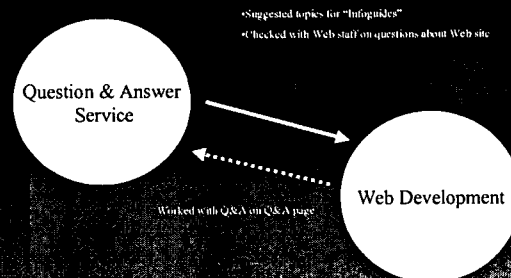 •Suggested topics for “Infoguides”
•Checked with Web staff on questions about Web site
Question & Answer
Service
Web Development
Worked with Q&A on Q&A page